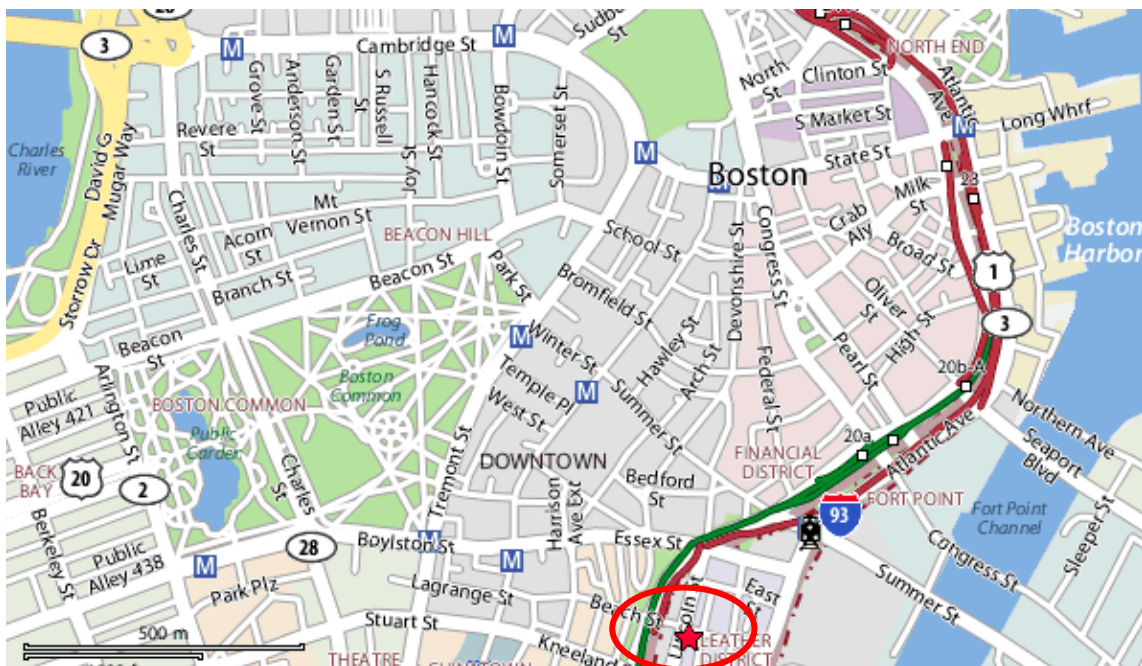 28
3
Cambridge St
M
M
Sudbury
St
NORTH END
North
St
Clinton St
Atlantic
Ave
S Market St
M
Long Whrf
Grove St
Anderson St
Garden St
S Russell
St
Hancock St
Bowdoin St
Somerset St
Revere
St
Joy St
M
State St
Charles
River
David G
Mugar Way
M
Boston
23
Milk
St
Mt
Vernon St
Charles St
Acorn
St
BEACON HILL
School St
Crab
Aly
Broad St
Boston
Harbor
Lime
St
Branch St
Beacon St
Park St
Bromfield St
Devonshire St
Congress St
1
Storrow Dr
Oliver
St
High St
3
Beacon
St
Frog
Pond
M
Winter St
Hawley St
Arch St
Federal St
Pearl St
20b-A
Arlington St
Boston
Common
Temple Pl
M
Summer St
Public
Alley 421
BOSTON COMMON
West St
Northern Ave
Seaport
Blvd
Public
Garden
20a
Atlantic Ave
BACK
BAY
20
2
Charles
St
Tremont St
DOWNTOWN
Bedford
St
FINANCIAL
DISTRICT
FORT POINT
93
Harrison
Ave Ext
Fort Point
Channel
Sleeper St
Berkeley St
Public
Alley 438
28
Boylston St
M
M
M
Essex St
Congress St
Summer St
Park Plz
Lagrange St
Beach St
Lincoln St
East
St
Stuart St
Kneeland
LEATHER
DISTRICT
500 m
THEATRE
CHINATOWN